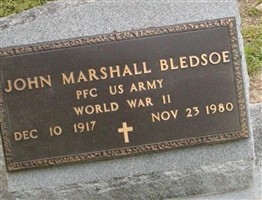 JOHN MARSHALL BLEDSOE
PFC US ARMY
WORLD WAR II
DEC 10 1917 NOV 23 1980